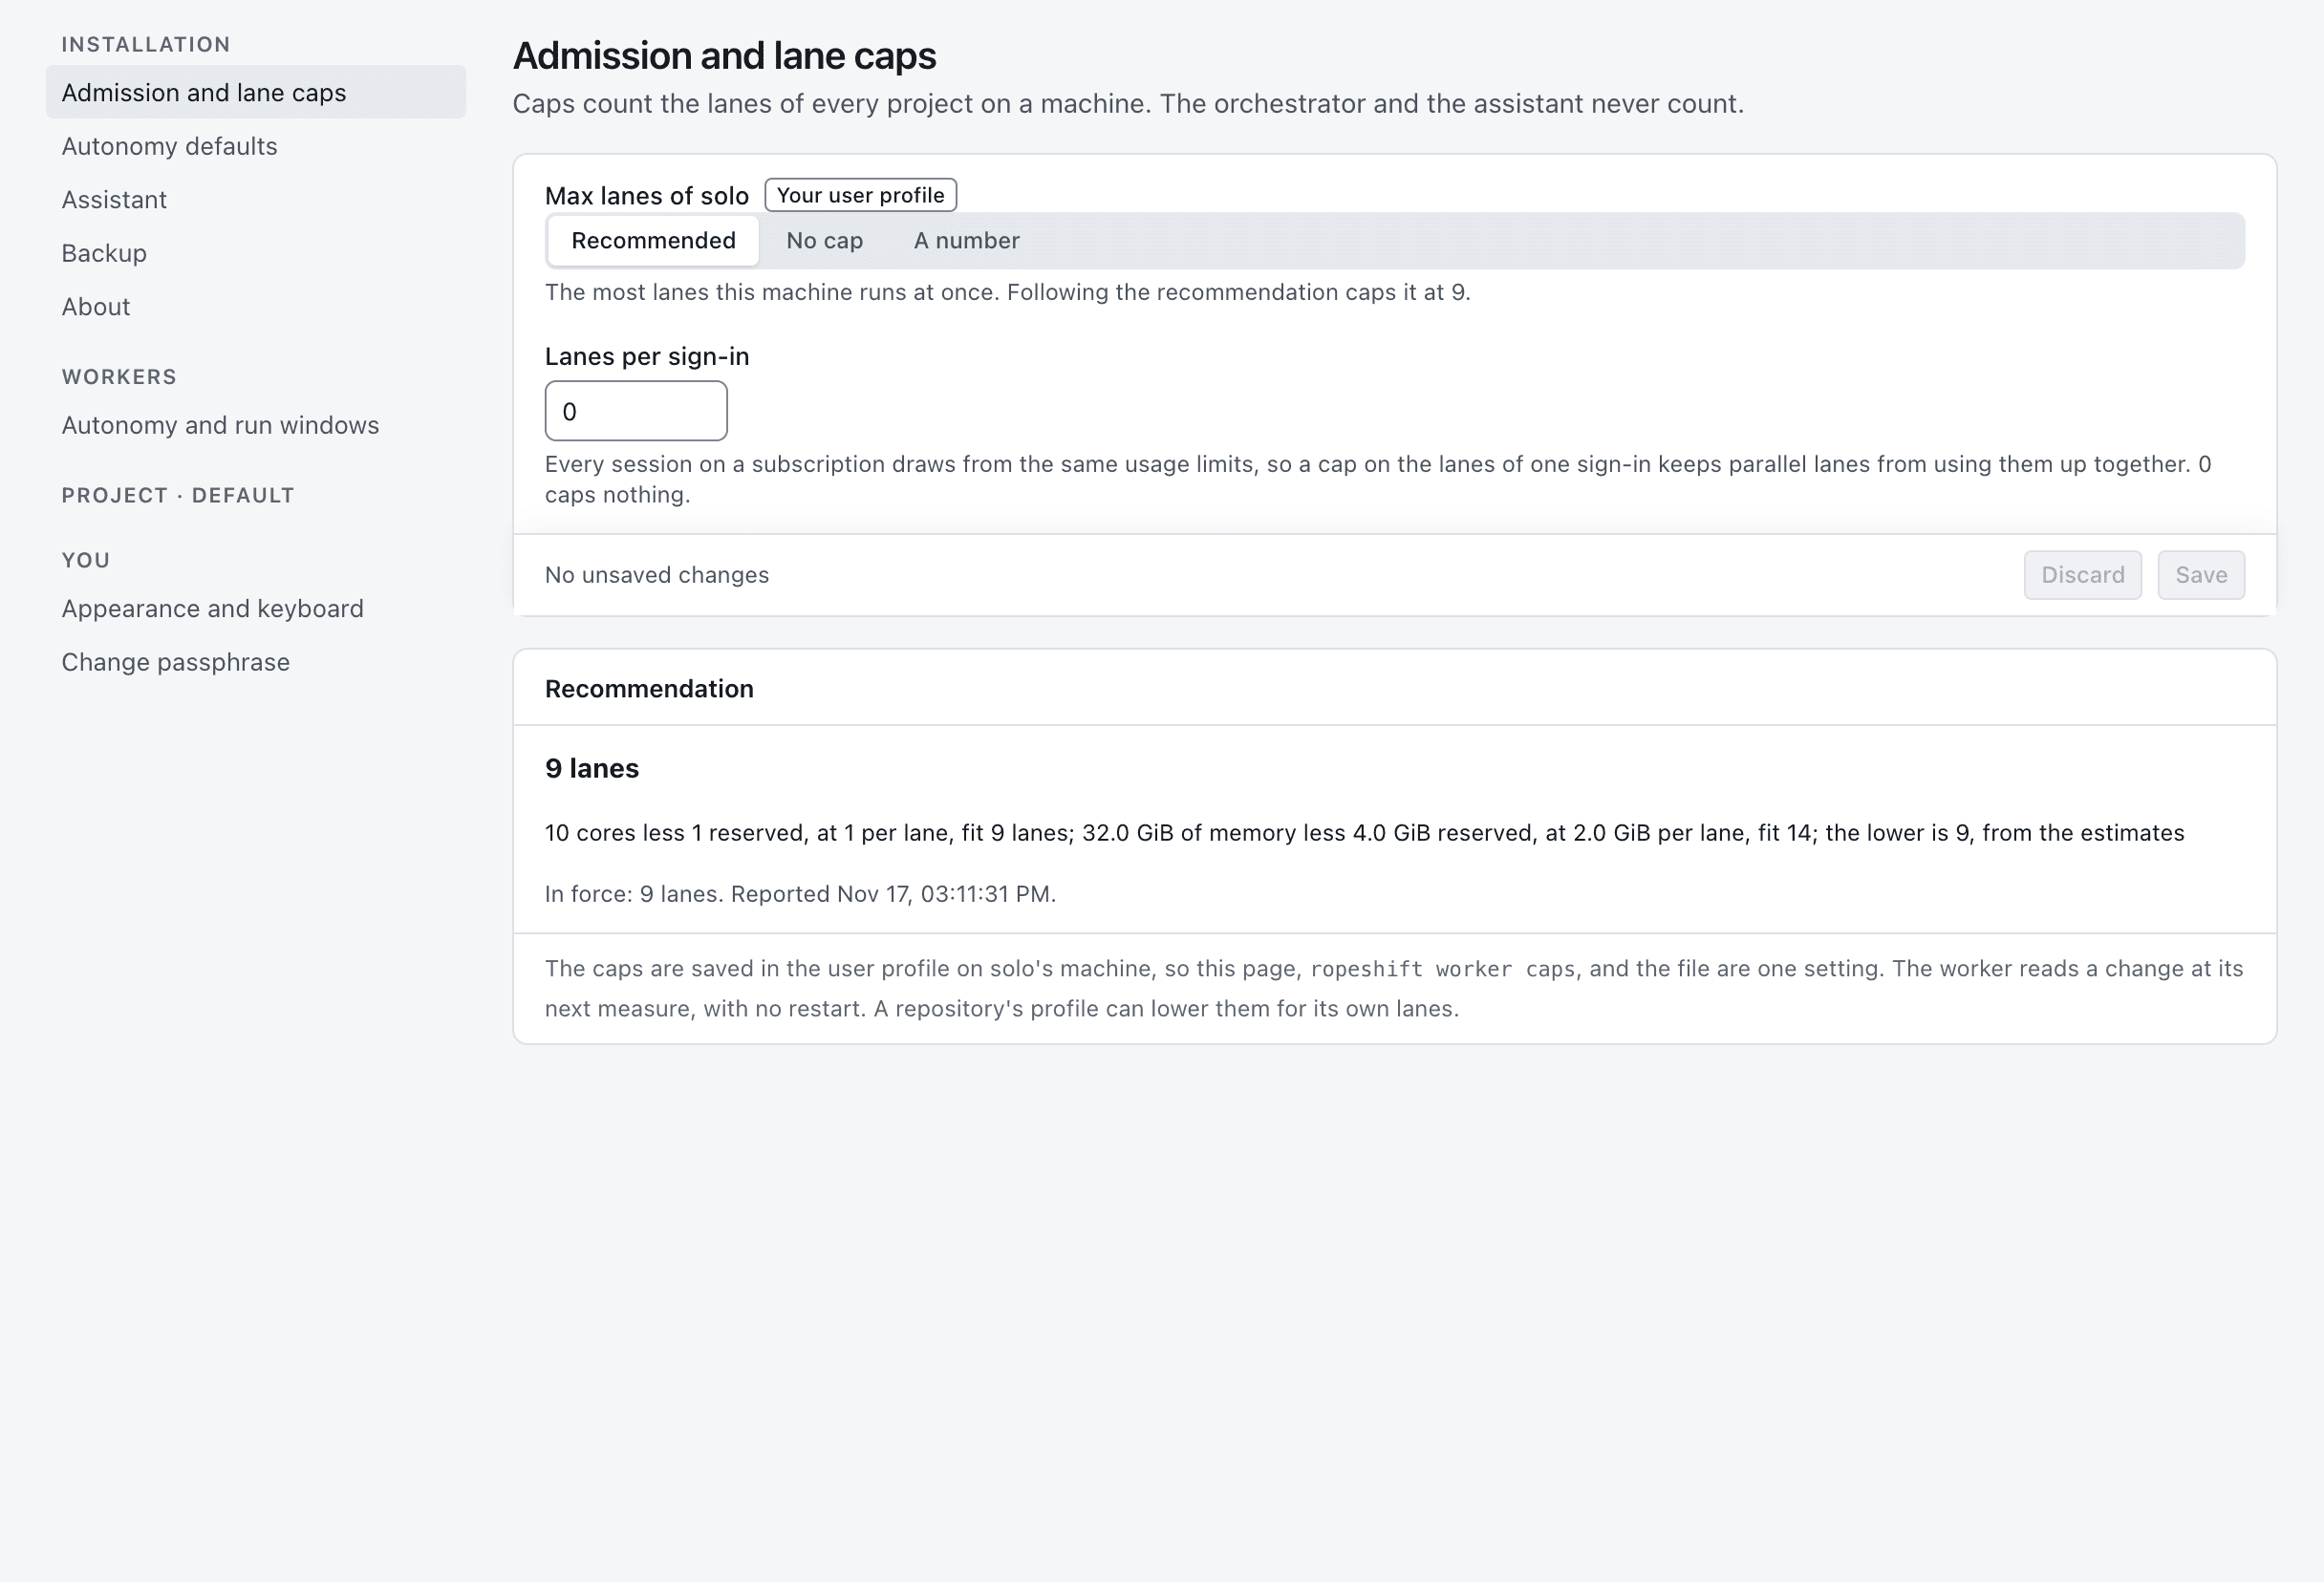 INSTALLATION
Admission and lane caps
Autonomy defaults
Assistant
Backup
About
WORKERS
Autonomy and run windows
PROJECT · DEFAULT
YOU
Appearance and keyboard
Change passphrase
Admission and lane caps
Caps count the lanes of every project on a machine. The orchestrator and the assistant never count.
Max lanes of solo Your user profile
Recommended No cap A number
The most lanes this machine runs at once. Following the recommendation caps it at 9.
Lanes per sign-in
0
Every session on a subscription draws from the same usage limits, so a cap on the lanes of one sign-in keeps parallel lanes from using them up together. 0
caps nothing.
No unsaved changes Discard Save
Recommendation
9 lanes
10 cores less 1 reserved, at 1 per lane, fit 9 lanes; 32.0 GiB of memory less 4.0 GiB reserved, at 2.0 GiB per lane, fit 14; the lower is 9, from the estimates
In force: 9 lanes. Reported Nov 17, 03:11:31 PM.
The caps are saved in the user profile on solo's machine, so this page, ropeshift worker caps, and the file are one setting. The worker reads a change at its
next measure, with no restart. A repository's profile can lower them for its own lanes.